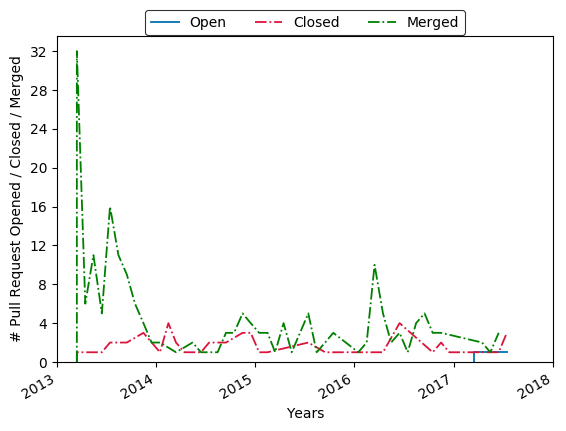 Open Closed Merged
# Pull Request Opened / Closed / Merged
32
28
24
20
16
12
8
4
0
2013 2014 2015 2016 2017 2018
Years